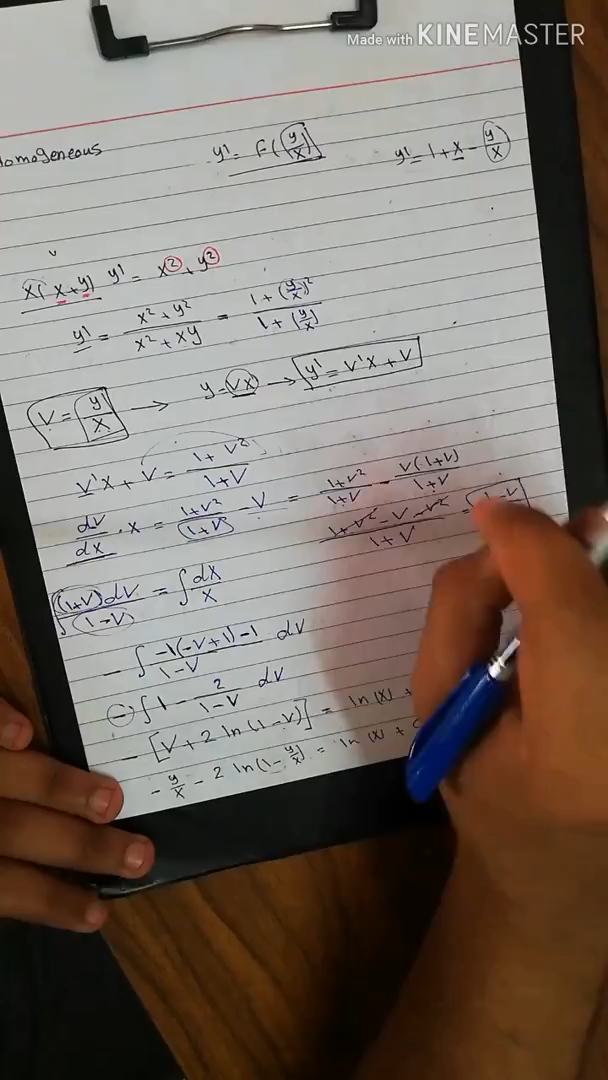 Made with KINEMASTER
Homogeneous y' = F(y/x) y' = 1 + x - y/x
x(x+y) y' = x² + y²
y' = (x² + y²)/(x² + xy) = (1 + (y/x)²)/(1 + (y/x))
V = y/x → y = Vx → y' = V'x + V
V'x + V = (1 + V²)/(1+V)
dV/dx · x = (1+V²)/(1+V) - V = (1+V²)/(1+V) - V(1+V)/(1+V)
(1+V² - V - V²)/(1+V) =
∫ (1+V)dV/(1-V) = ∫ dx/x
- ∫ (-1(-V+1)-1)/(1-V) dV
- ∫ 1 - 2/(1-V) dV
- [V + 2 ln(1-V)] = ln(x) +
- y/x - 2 ln(1 - y/x) = ln(x) + c